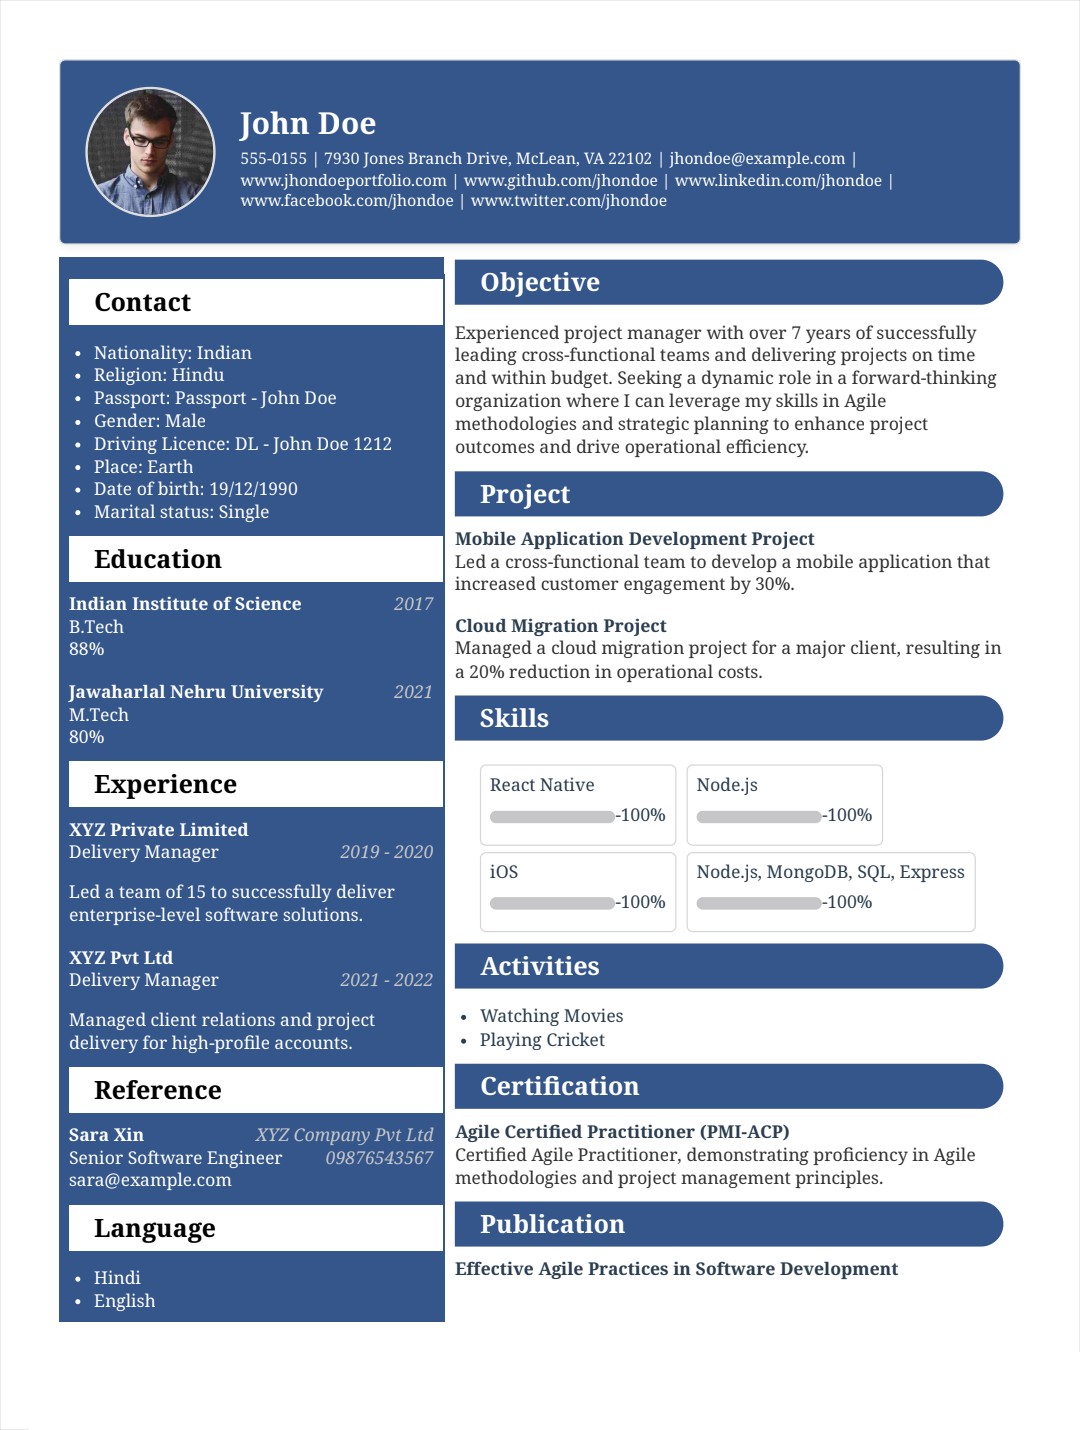 John Doe
555-0155 | 7930 Jones Branch Drive, McLean, VA 22102 | jhondoe@example.com |
www.jhondoeportfolio.com | www.github.com/jhondoe | www.linkedin.com/jhondoe |
www.facebook.com/jhondoe | www.twitter.com/jhondoe
Contact
• Nationality: Indian
• Religion: Hindu
• Passport: Passport - John Doe
• Gender: Male
• Driving Licence: DL - John Doe 1212
• Place: Earth
• Date of birth: 19/12/1990
• Marital status: Single
Education
Indian Institute of Science 2017
B.Tech
88%
Jawaharlal Nehru University 2021
M.Tech
80%
Experience
XYZ Private Limited
Delivery Manager 2019 - 2020
Led a team of 15 to successfully deliver
enterprise-level software solutions.
XYZ Pvt Ltd
Delivery Manager 2021 - 2022
Managed client relations and project
delivery for high-profile accounts.
Reference
Sara Xin XYZ Company Pvt Ltd
Senior Software Engineer 09876543567
sara@example.com
Language
• Hindi
• English
Objective
Experienced project manager with over 7 years of successfully
leading cross-functional teams and delivering projects on time
and within budget. Seeking a dynamic role in a forward-thinking
organization where I can leverage my skills in Agile
methodologies and strategic planning to enhance project
outcomes and drive operational efficiency.
Project
Mobile Application Development Project
Led a cross-functional team to develop a mobile application that
increased customer engagement by 30%.
Cloud Migration Project
Managed a cloud migration project for a major client, resulting in
a 20% reduction in operational costs.
Skills
React Native
-100%
Node.js
-100%
iOS
-100%
Node.js, MongoDB, SQL, Express
-100%
Activities
• Watching Movies
• Playing Cricket
Certification
Agile Certified Practitioner (PMI-ACP)
Certified Agile Practitioner, demonstrating proficiency in Agile
methodologies and project management principles.
Publication
Effective Agile Practices in Software Development